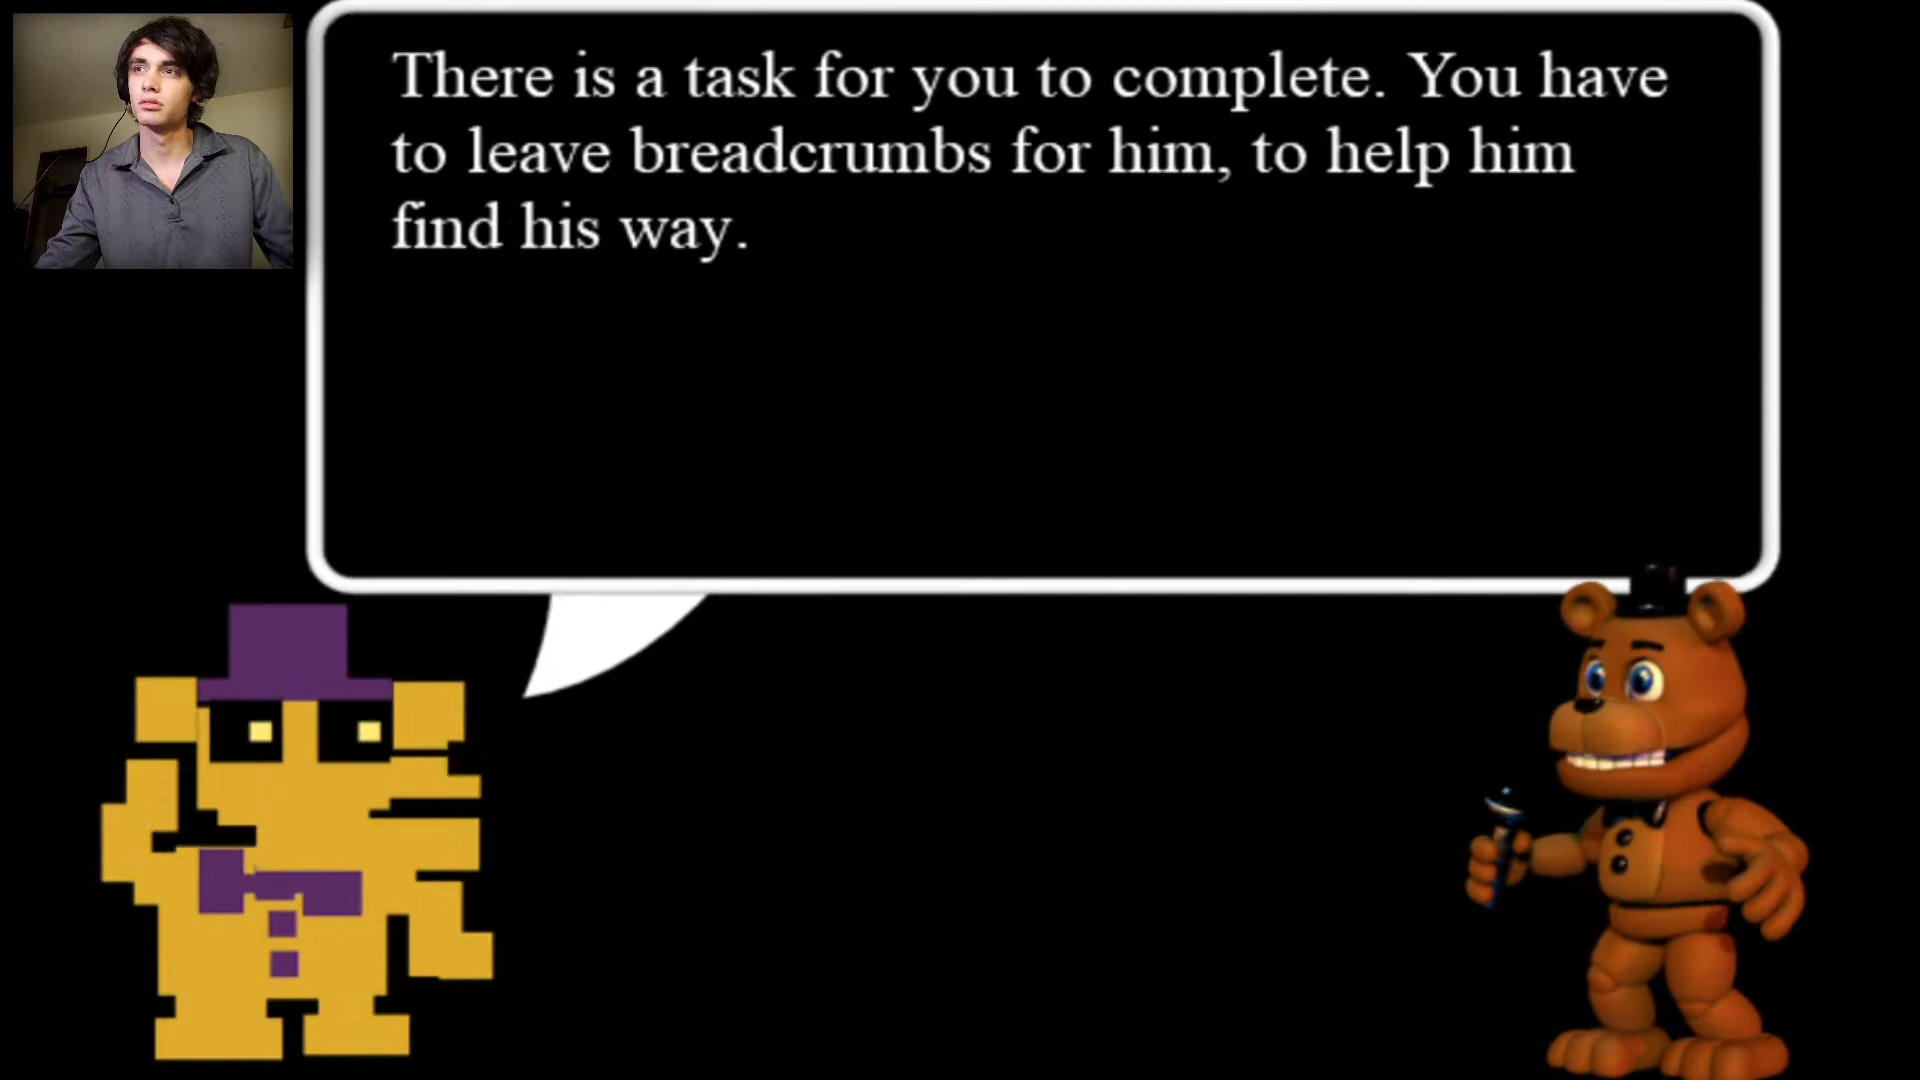 There is a task for you to complete. You have
to leave breadcrumbs for him, to help him
find his way.